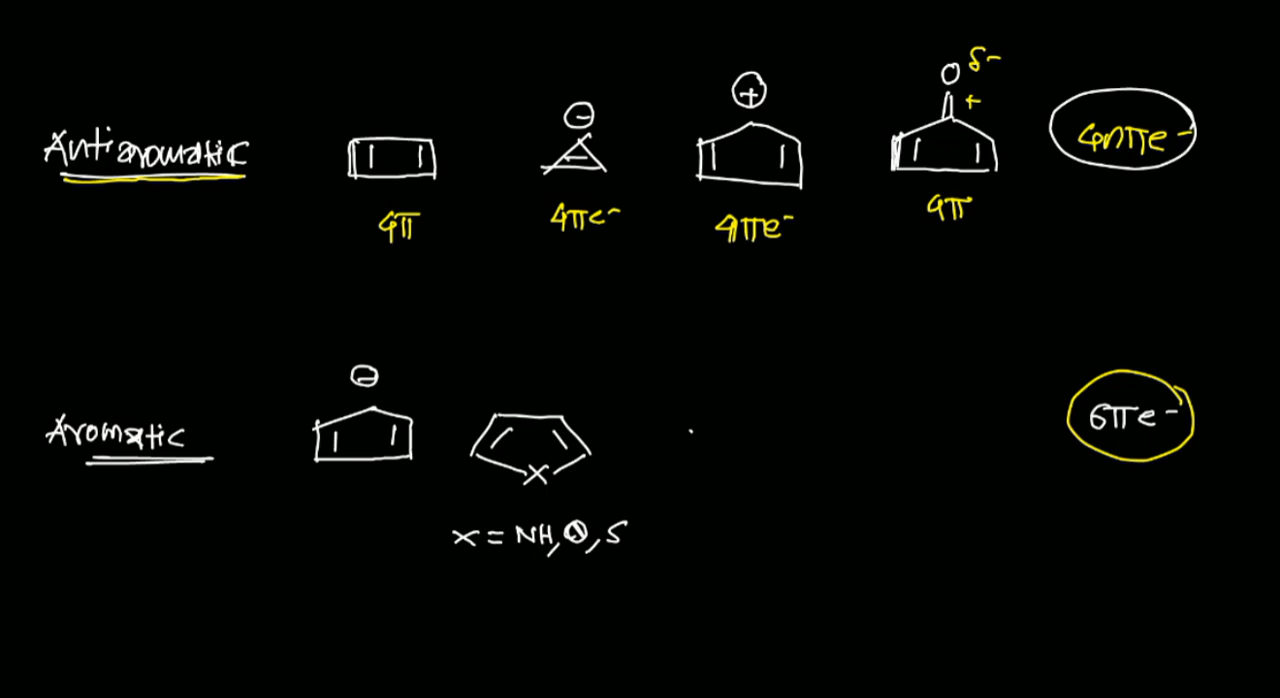 Antiaromatic
⊖
⊕
O δ-
+
4nπe-
4π
4πe-
4πe-
4π
Aromatic
⊖
X
6πe-
X = NH, O, S